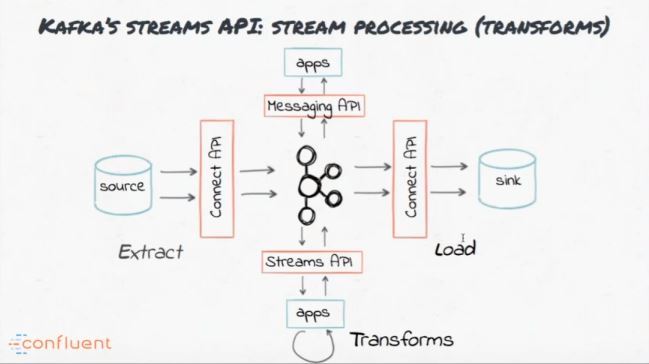 KAFKA'S STREAMS API: STREAM PROCESSING (TRANSFORMS)
apps
Messaging API
source
Connect API
Connect API
sink
Extract
Load
Streams API
apps
Transforms
confluent